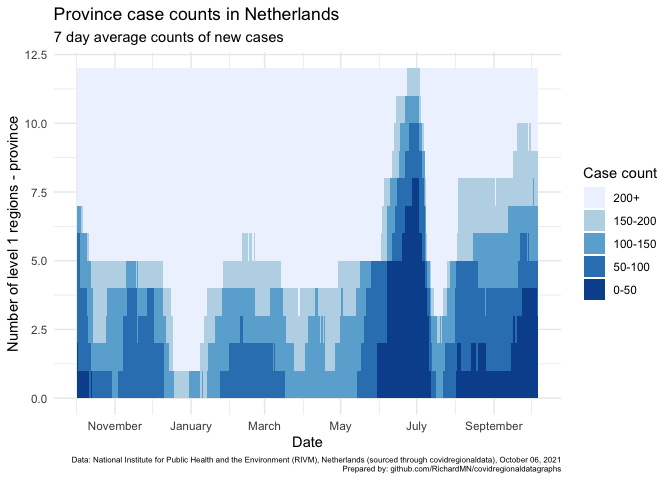 Province case counts in Netherlands
7 day average counts of new cases
12.5
10.0
7.5
5.0
2.5
0.0
Number of level 1 regions - province
November January March May July September
Date
Case count
200+
150-200
100-150
50-100
0-50
Data: National Institute for Public Health and the Environment (RIVM), Netherlands (sourced through covidregionaldata), October 06, 2021
Prepared by: github.com/RichardMN/covidregionaldatagraphs